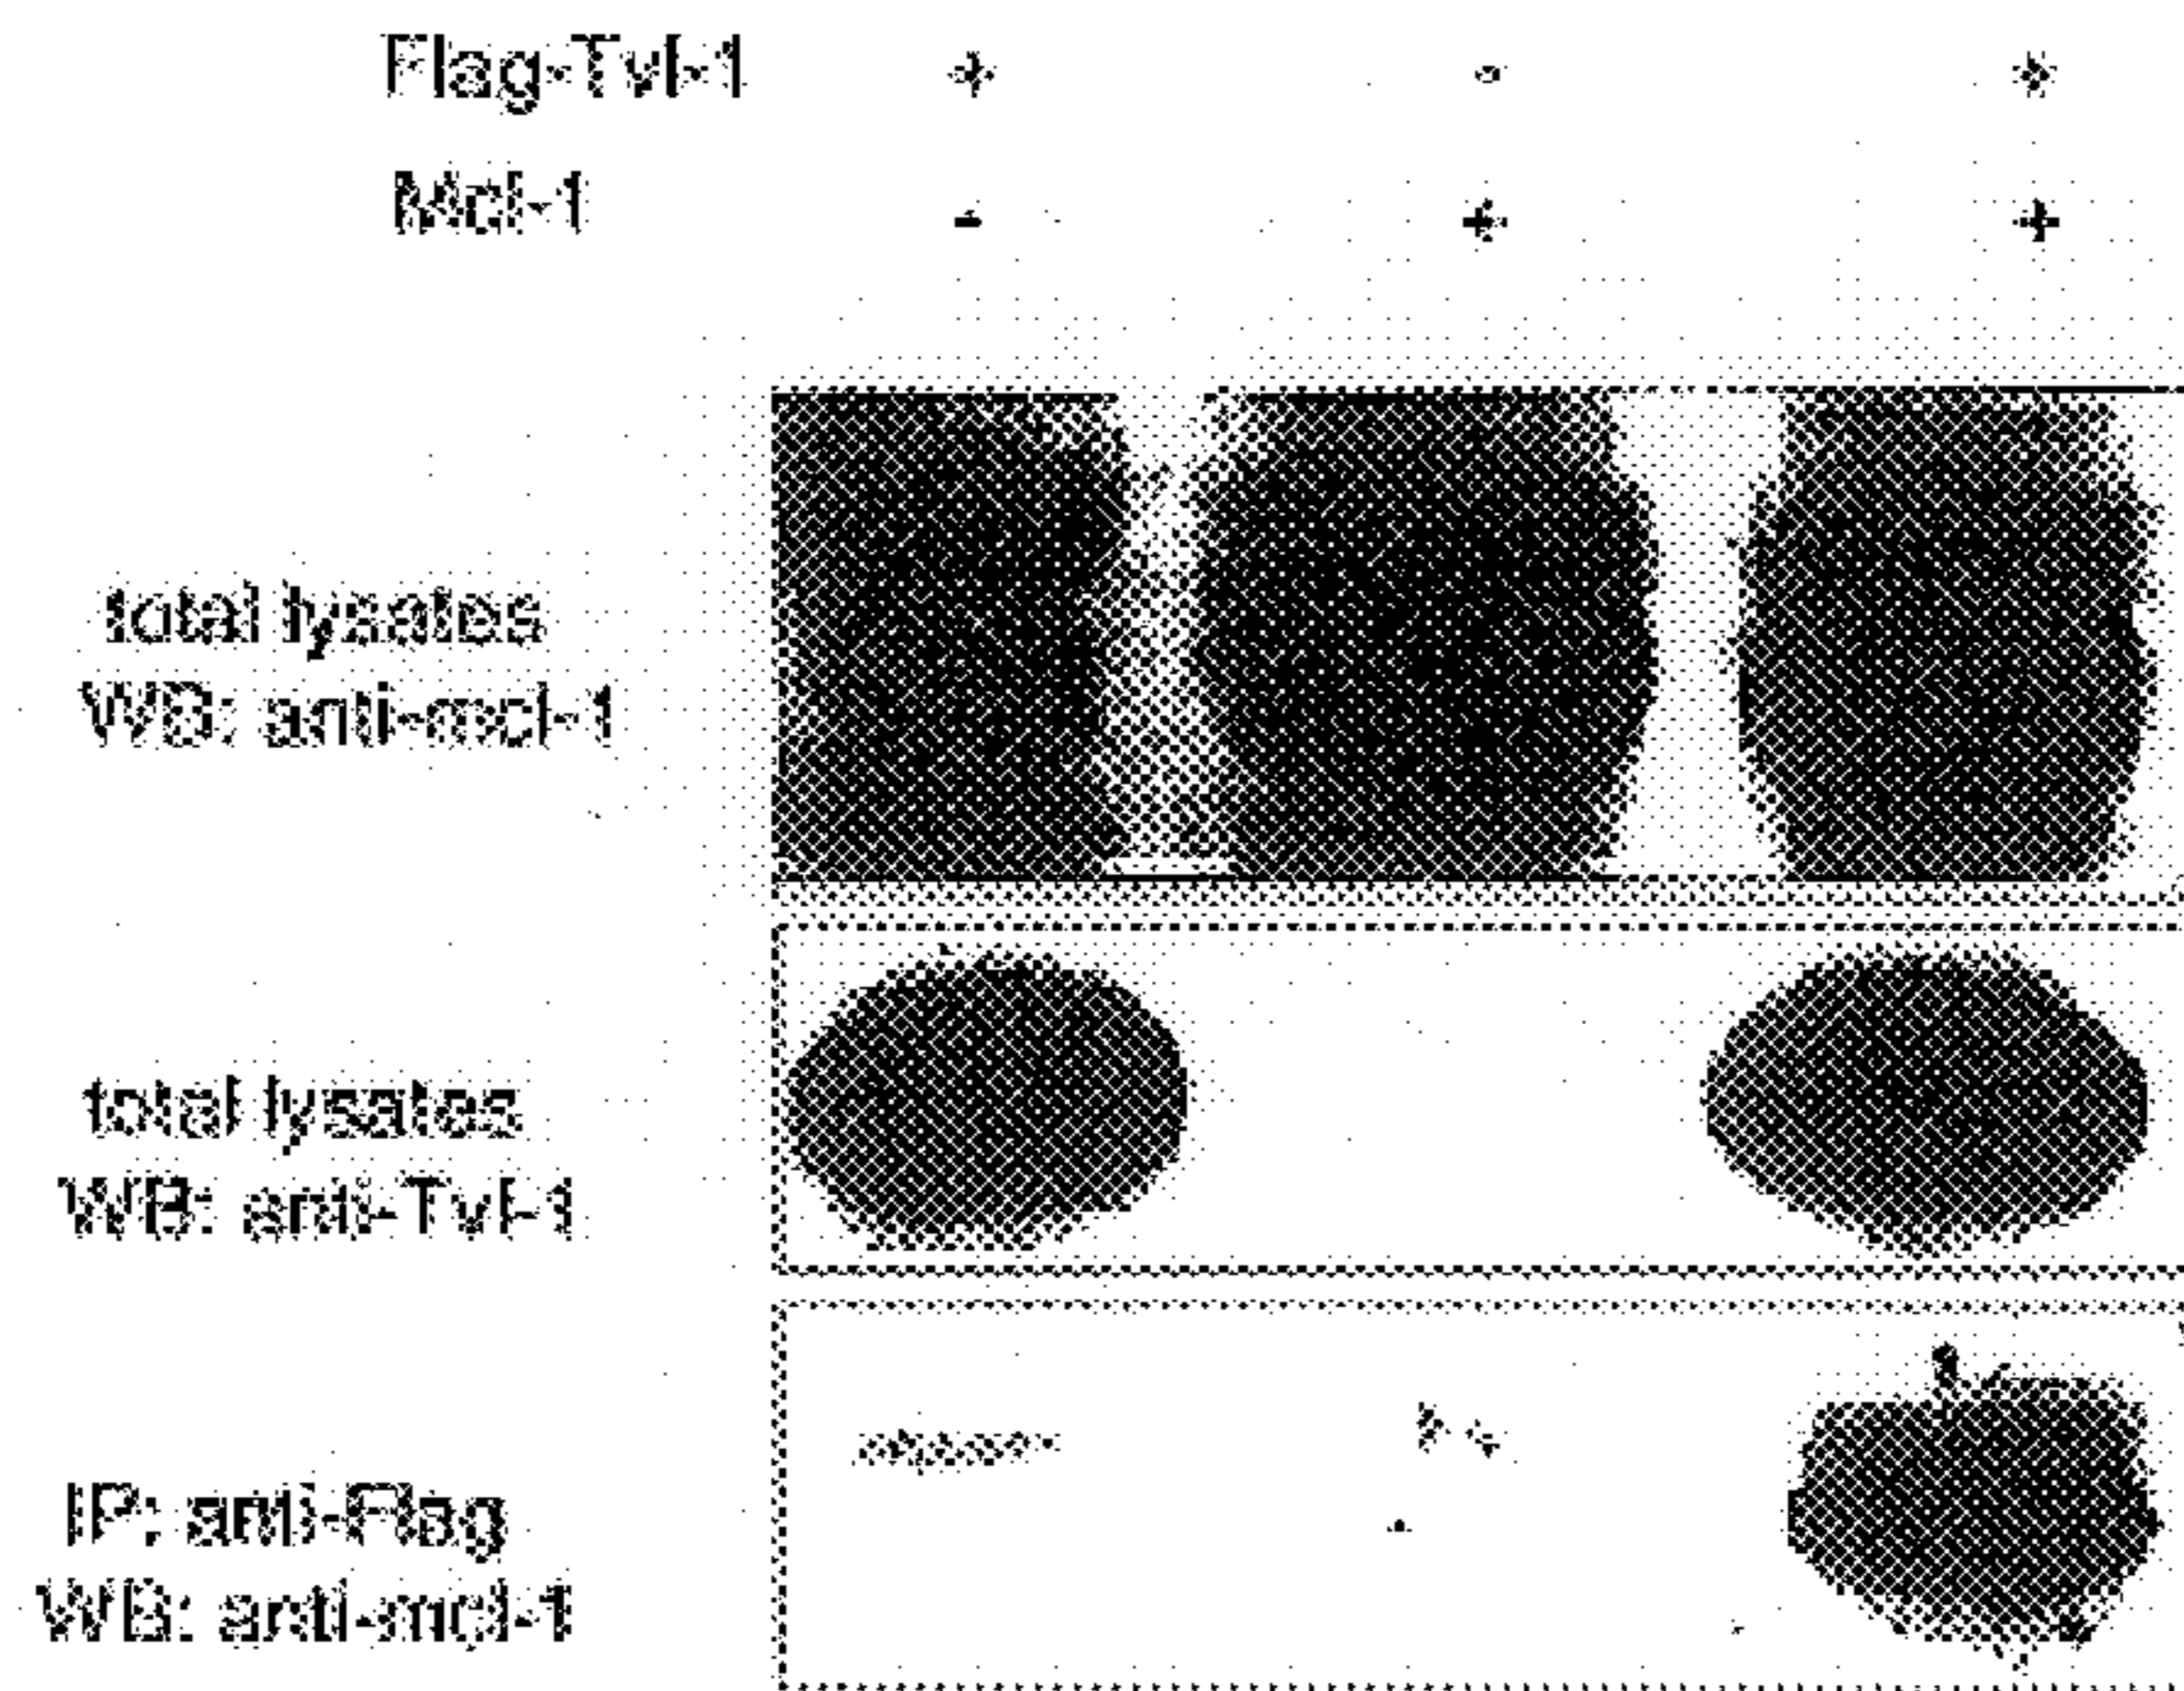 Flag-Tvl-1 + - +
Mcl-1 - + +
total lysates
WB: anti-mcl-1
total lysates
WB: anti-Tvl-1
IP: anti-Flag
WB: anti-mcl-1